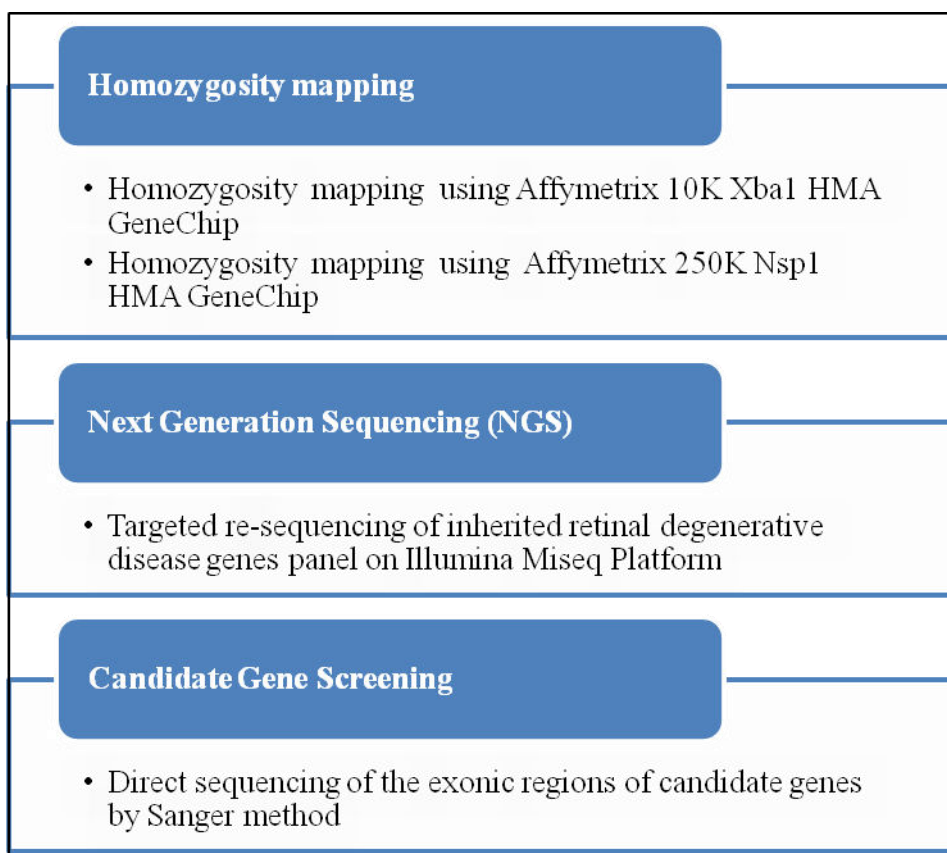 Homozygosity mapping
• Homozygosity mapping using Affymetrix 10K Xba1 HMA
GeneChip
• Homozygosity mapping using Affymetrix 250K Nsp1
HMA GeneChip
Next Generation Sequencing (NGS)
• Targeted re-sequencing of inherited retinal degenerative
disease genes panel on Illumina Miseq Platform
Candidate Gene Screening
• Direct sequencing of the exonic regions of candidate genes
by Sanger method